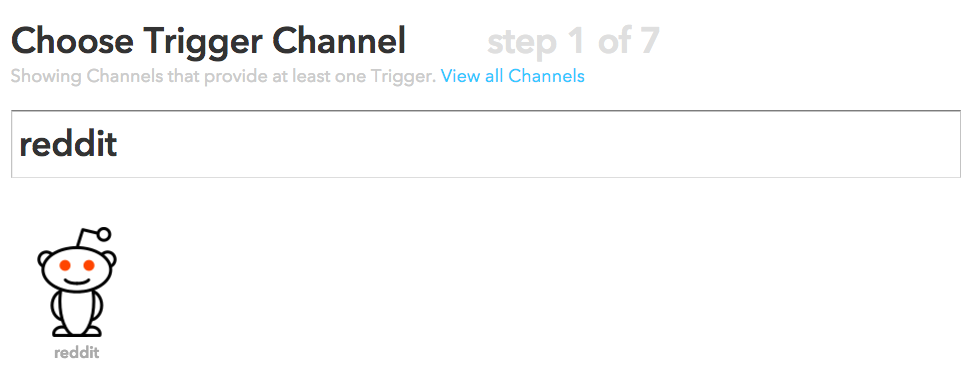 Choose Trigger Channel step 1 of 7
Showing Channels that provide at least one Trigger. View all Channels
reddit
reddit